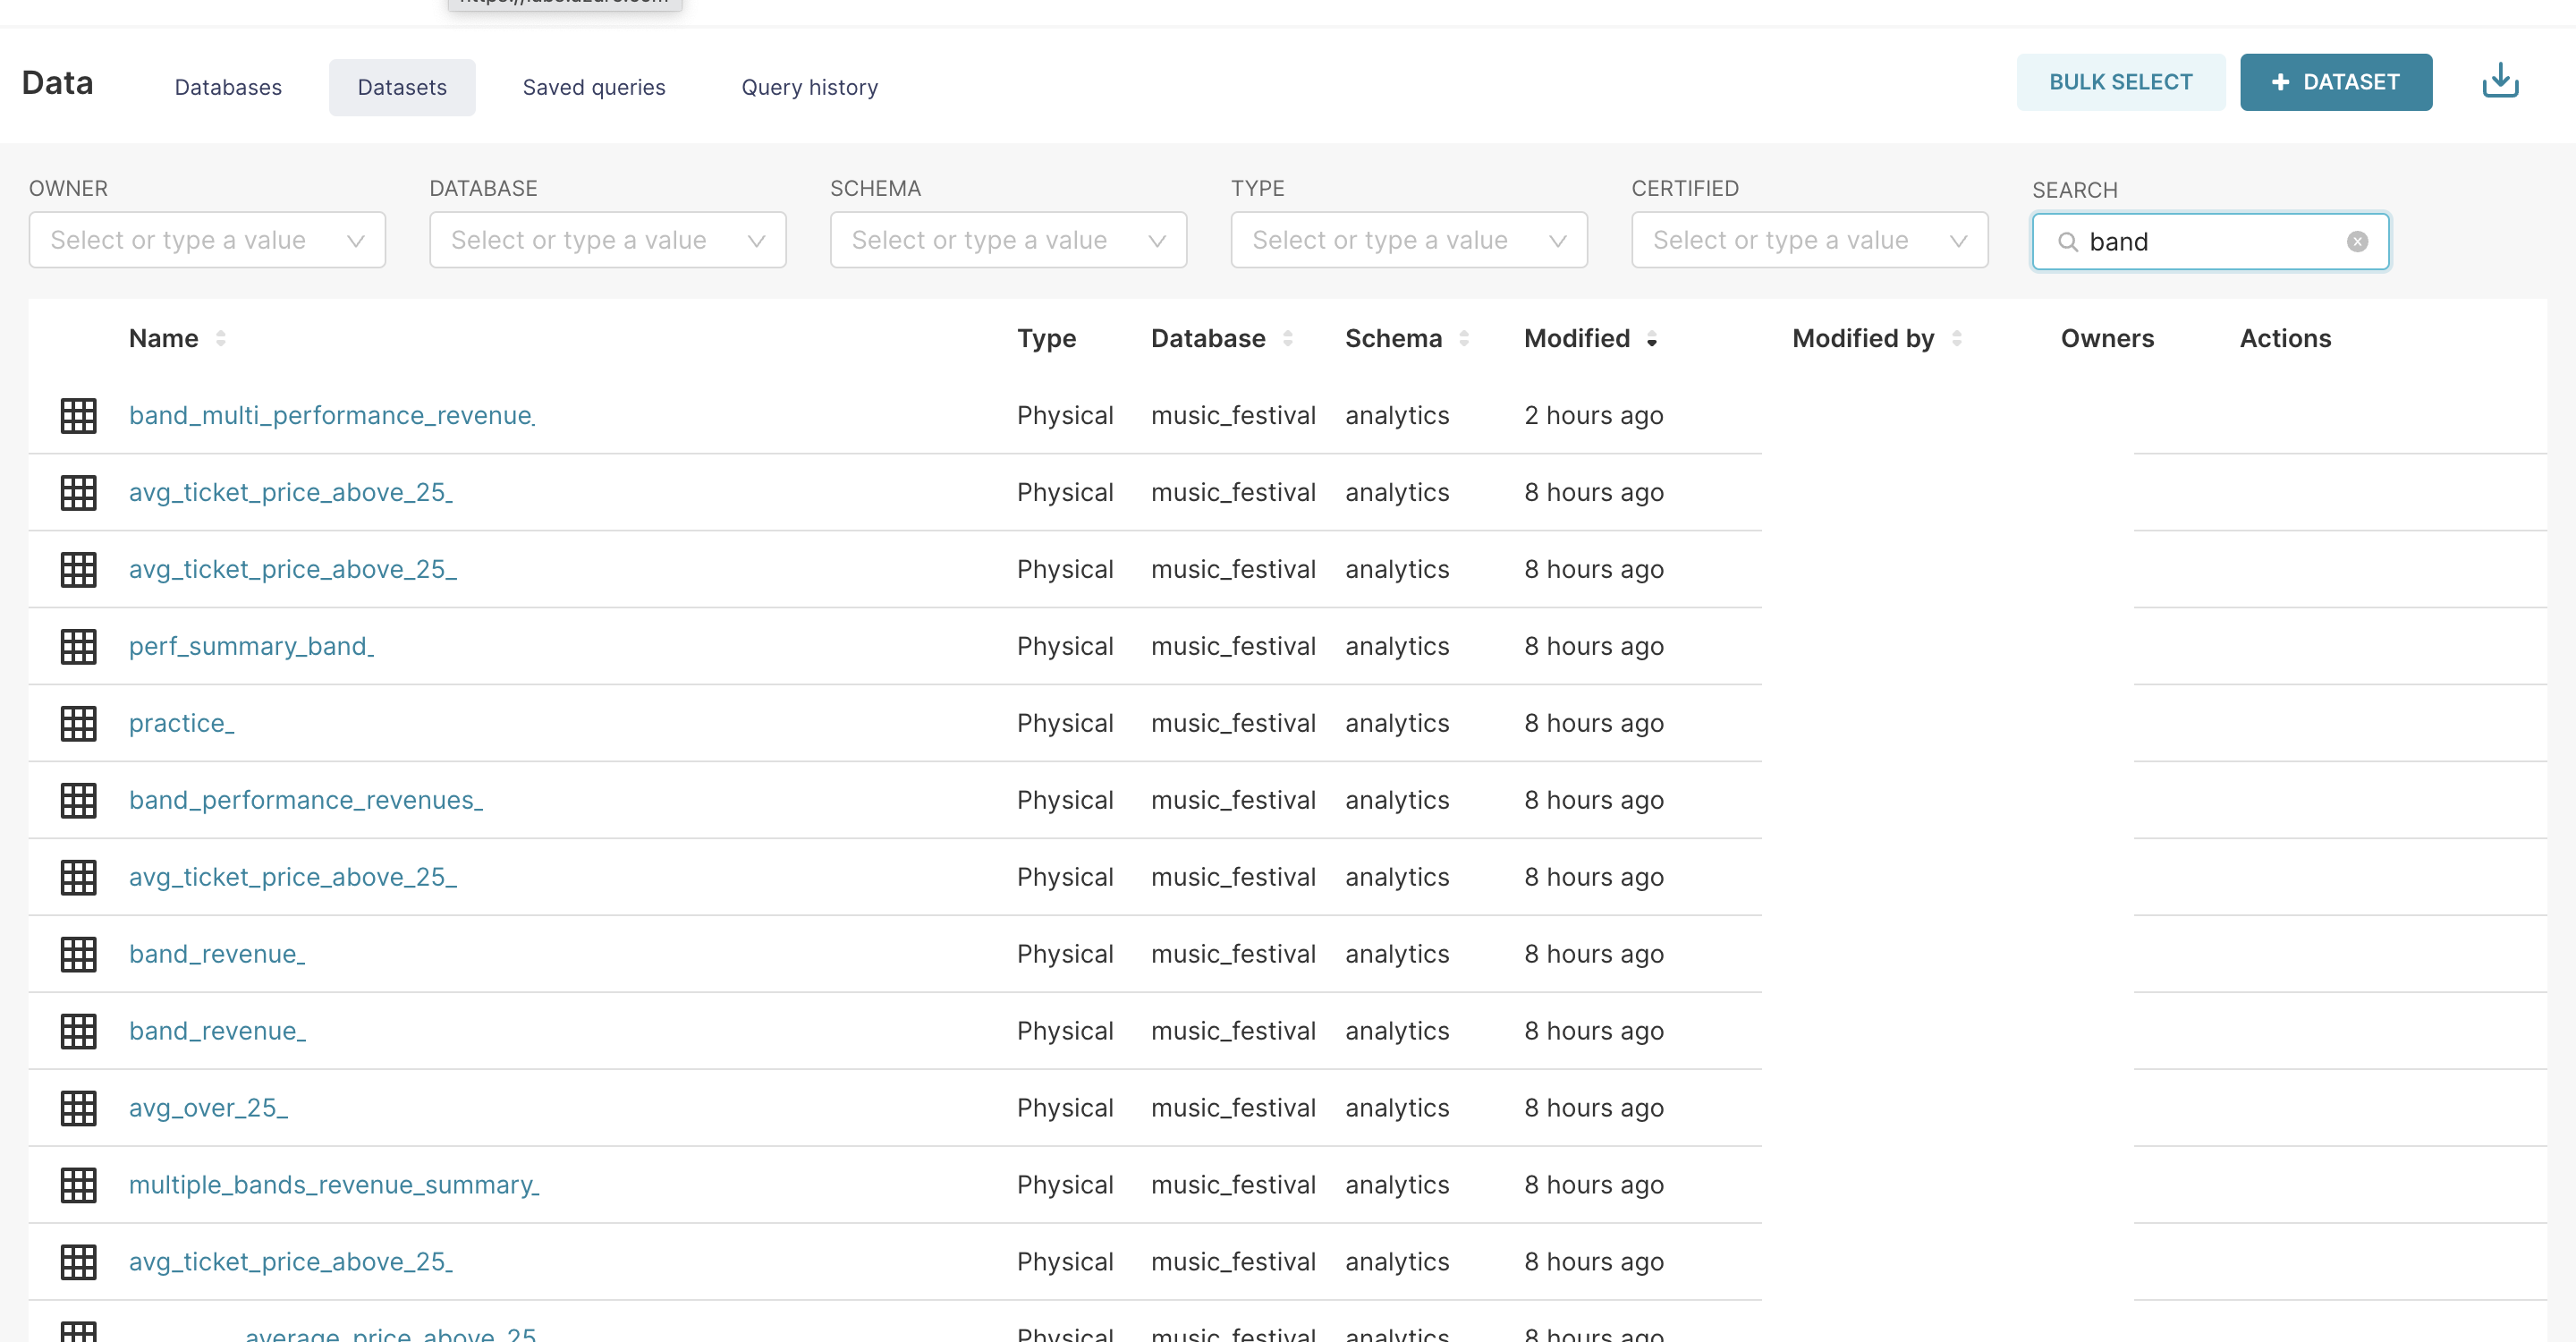 Data Databases Datasets Saved queries Query history BULK SELECT + DATASET
OWNER DATABASE SCHEMA TYPE CERTIFIED SEARCH
Select or type a value Select or type a value Select or type a value Select or type a value Select or type a value band
Name Type Database Schema Modified Modified by Owners Actions
band_multi_performance_revenue_ Physical music_festival analytics 2 hours ago
avg_ticket_price_above_25_ Physical music_festival analytics 8 hours ago
avg_ticket_price_above_25_ Physical music_festival analytics 8 hours ago
perf_summary_band_ Physical music_festival analytics 8 hours ago
practice_ Physical music_festival analytics 8 hours ago
band_performance_revenues_ Physical music_festival analytics 8 hours ago
avg_ticket_price_above_25_ Physical music_festival analytics 8 hours ago
band_revenue_ Physical music_festival analytics 8 hours ago
band_revenue_ Physical music_festival analytics 8 hours ago
avg_over_25_ Physical music_festival analytics 8 hours ago
multiple_bands_revenue_summary_ Physical music_festival analytics 8 hours ago
avg_ticket_price_above_25_ Physical music_festival analytics 8 hours ago
average_price_above_25 Physical music_festival analytics 8 hours ago